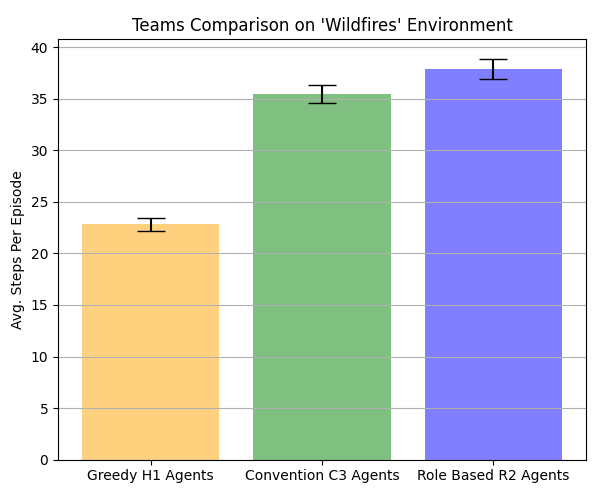 Teams Comparison on 'Wildfires' Environment
40
35
30
25
20
15
10
5
0
Avg. Steps Per Episode
Greedy H1 Agents
Convention C3 Agents
Role Based R2 Agents